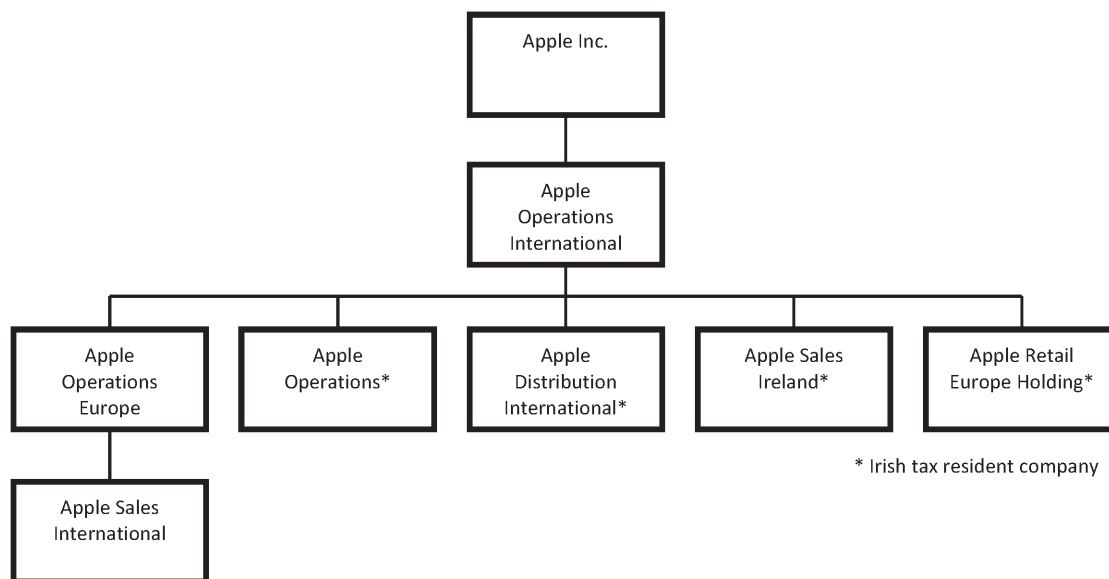 Apple Inc.
Apple
Operations
International
Apple
Operations
Europe
Apple
Operations*
Apple
Distribution
International*
Apple Sales
Ireland*
Apple Retail
Europe Holding*
* Irish tax resident company
Apple Sales
International